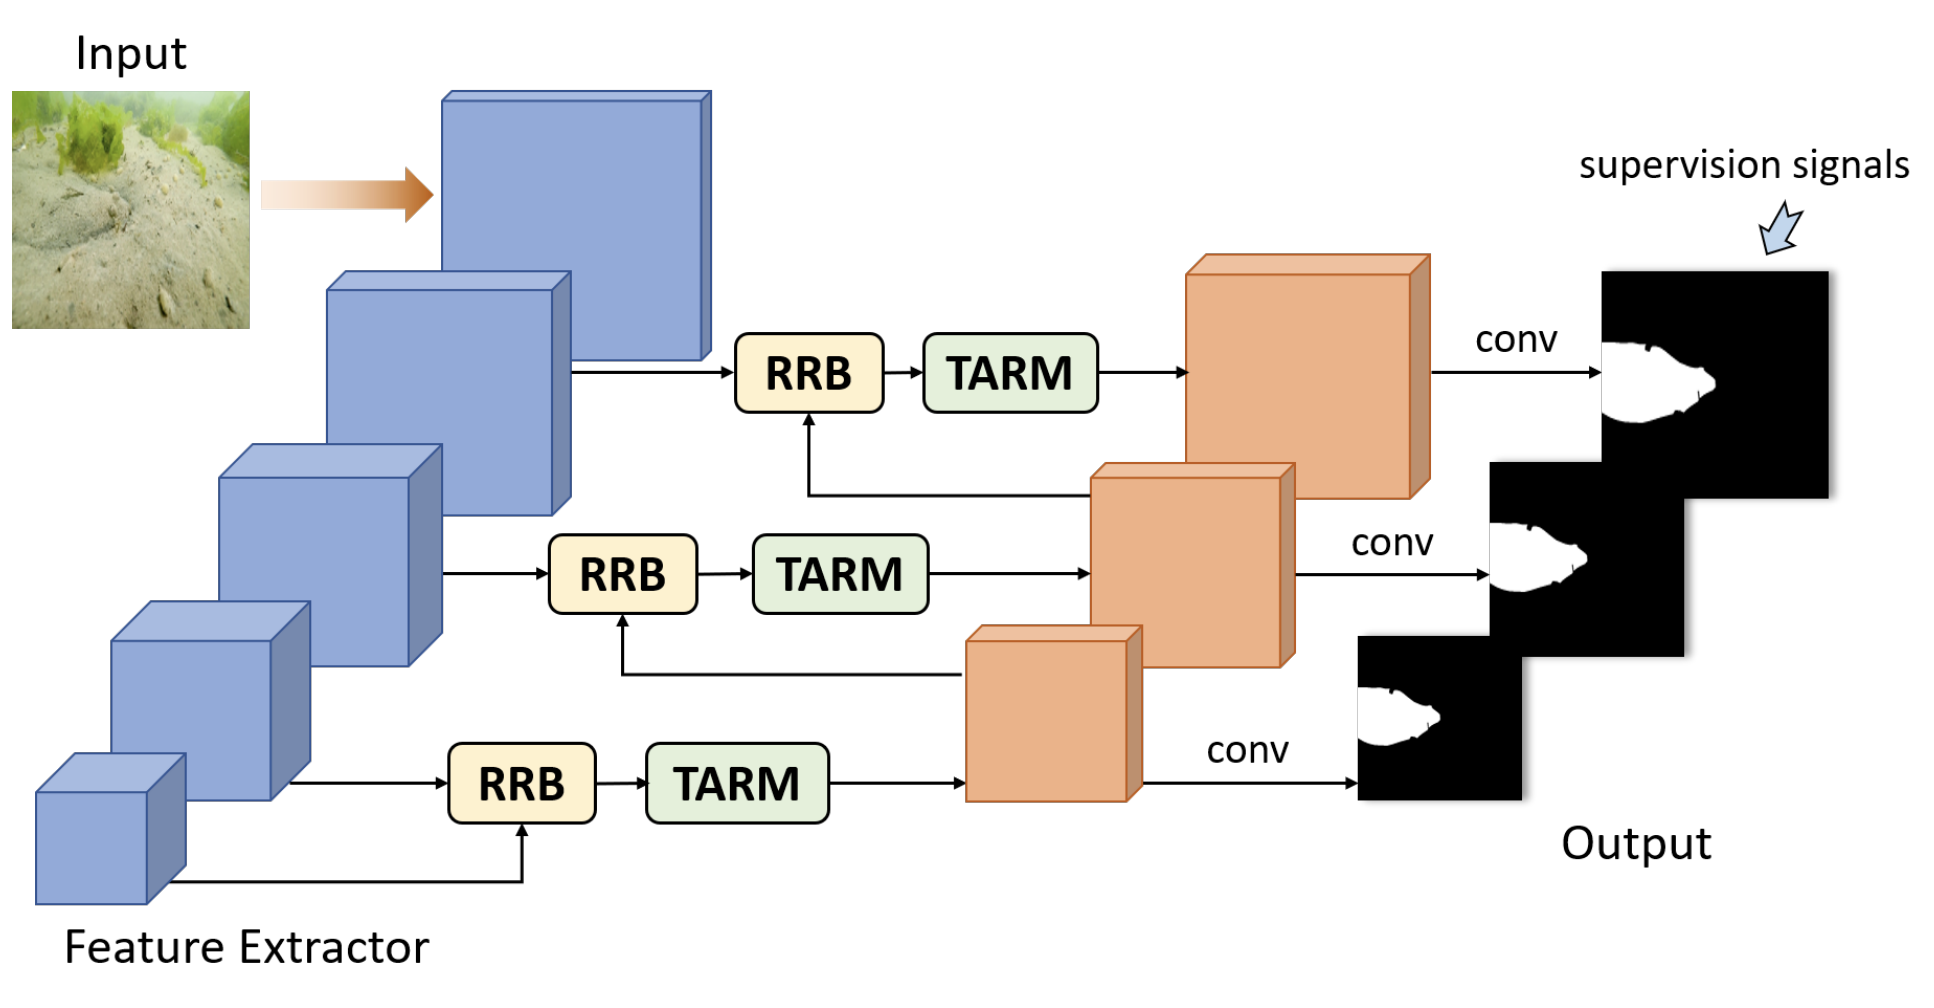 Input
supervision signals
RRB
TARM
conv
RRB
TARM
conv
RRB
TARM
conv
Output
Feature Extractor